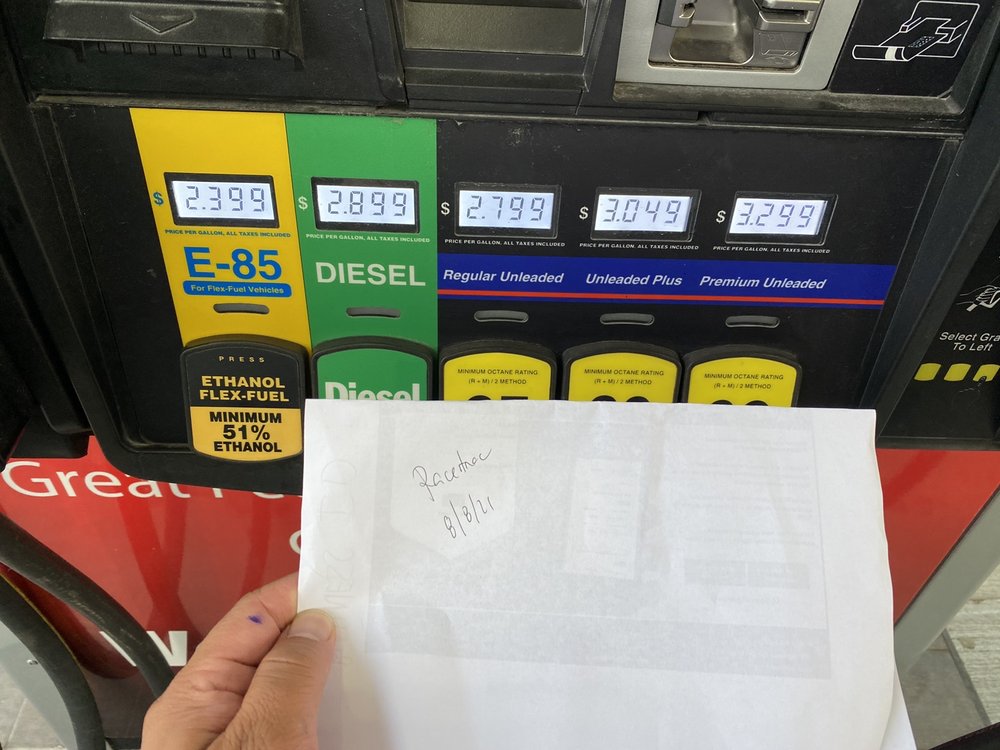 $ 2.399
PRICE PER GALLON, ALL TAXES INCLUDED
E-85
For Flex-Fuel Vehicles
PRESS
ETHANOL
FLEX-FUEL
MINIMUM
51%
ETHANOL
$ 2.899
PRICE PER GALLON, ALL TAXES INCLUDED
DIESEL
Diesel
$ 2.799
PRICE PER GALLON, ALL TAXES INCLUDED
Regular Unleaded
MINIMUM OCTANE RATING
(R + M) / 2 METHOD
$ 3.049
PRICE PER GALLON, ALL TAXES INCLUDED
Unleaded Plus
MINIMUM OCTANE RATING
(R + M) / 2 METHOD
$ 3.299
PRICE PER GALLON, ALL TAXES INCLUDED
Premium Unleaded
MINIMUM OCTANE RATING
(R + M) / 2 METHOD
Select Gra
To Left
Great
Racetrac
8/8/21